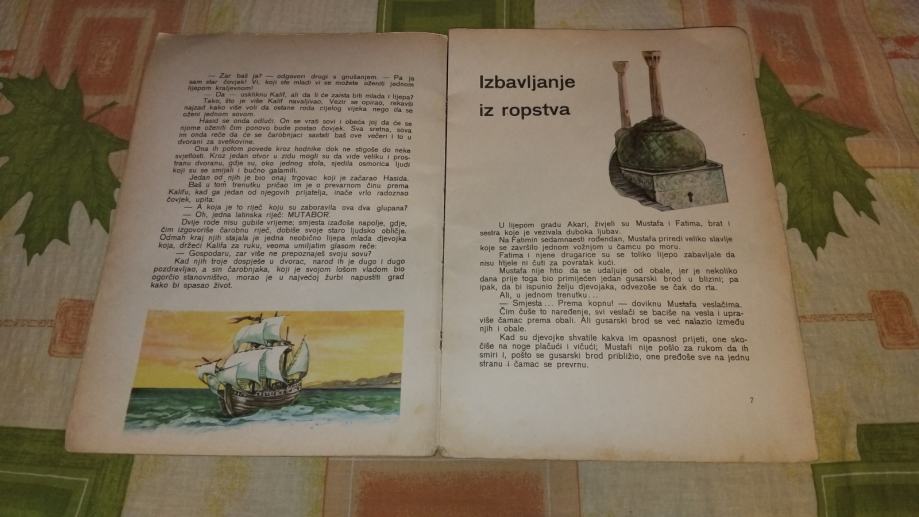 — Zar baš ja? — odgovori drugi s gnušanjem. — Pa ja
sam star čovjek! Vi, koji ste mladi vi se možete oženiti jednom
lijepom kraljevnom!
— Da — uskliknu Kalif, ali da li će zaista biti mlada i lijepa?
Tako, što je više Kalif navaljivao, Vezir se opirao, rekavši
najzad kako više voli da ostane roda cijelog vijeka nego da se
oženi jednom sovom.
Hasid se onda odluči. On se vrati sovi i obeća joj da će se
njome oženiti čim ponovo bude postao čovjek. Sva sretna, sova
im onda reče da će se čarobnjaci sastati baš ove večeri i to u
dvorani za svetkovine.
Ona ih potom povede kroz hodnike dok ne stigoše do neke
svjetlosti. Kroz jedan otvor u zidu mogli su da vide veliku i pros-
tranu dvoranu, gdje su, oko jednog stola, sjedila osmorica ljudi
koji su se smijali i bučno galamili.
Jedan od njih je bio onaj trgovac koji je začarao Hasida.
Baš u tom trenutku pričao im je o prevarnom činu prema
Kalifu, kad ga jedan od njegovih prijatelja, inače vrlo radoznao
čovjek, upita:
— A koja je to riječ koju su zaboravila ova dva glupana?
— Oh, jedna latinska riječ: MUTABOR.
Dvije rode nisu gubile vrijeme; smjesta izađoše napolje, gdje,
čim izgovoriše čarobnu riječ, dobiše svoje staro ljudsko obličje.
Odmah kraj njih stajala je jedna neobično lijepa mlada djevojka
koja, držeći Kalifa za ruku, veoma umiljatim glasom reče:
— Gospodaru, zar više ne prepoznaješ svoju sovu?
Kad njih troje dospješe u dvorac, narod ih je dugo i dugo
pozdravljao, a sin čarobnjaka, koji je svojom lošom vladom bio
ogorčio stanovništvo, morao je u najvećoj žurbi napustiti grad
kako bi spasao život.
Izbavljanje
iz ropstva
U lijepom gradu Akari, živjeli su Mustafa i Fatima, brat i
sestra koje je vezivala duboka ljubav.
Na Fatimin sedamnaesti rođendan, Mustafa priredi veliko slavlje
koje se završilo jednom vožnjom u čamcu po moru.
Fatima i njene drugarice su se toliko lijepo zabavljale da
nisu htjele ni čuti za povratak kući.
Mustafa nije htio da se udaljuje od obale, jer je nekoliko
dana prije toga bio primijećen jedan gusarski brod u blizini; pa
ipak, da bi ispunio želju djevojaka, odvezoše se čak do rta.
Ali, u jednom trenutku...
— Smjesta... Prema kopnu! — doviknu Mustafa veslačima.
Čim čuše to naređenje, svi veslači se baciše na vesla i upra-
više čamac prema obali. Ali gusarski brod se već nalazio između
njih i obale.
Kad su djevojke shvatile kakva im opasnost prijeti, one sko-
čiše na noge plačući i vičući; Mustafi nije pošlo za rukom da ih
smiri i, pošto se gusarski brod približio, one pređoše sve na jednu
stranu i čamac se prevrnu.
7